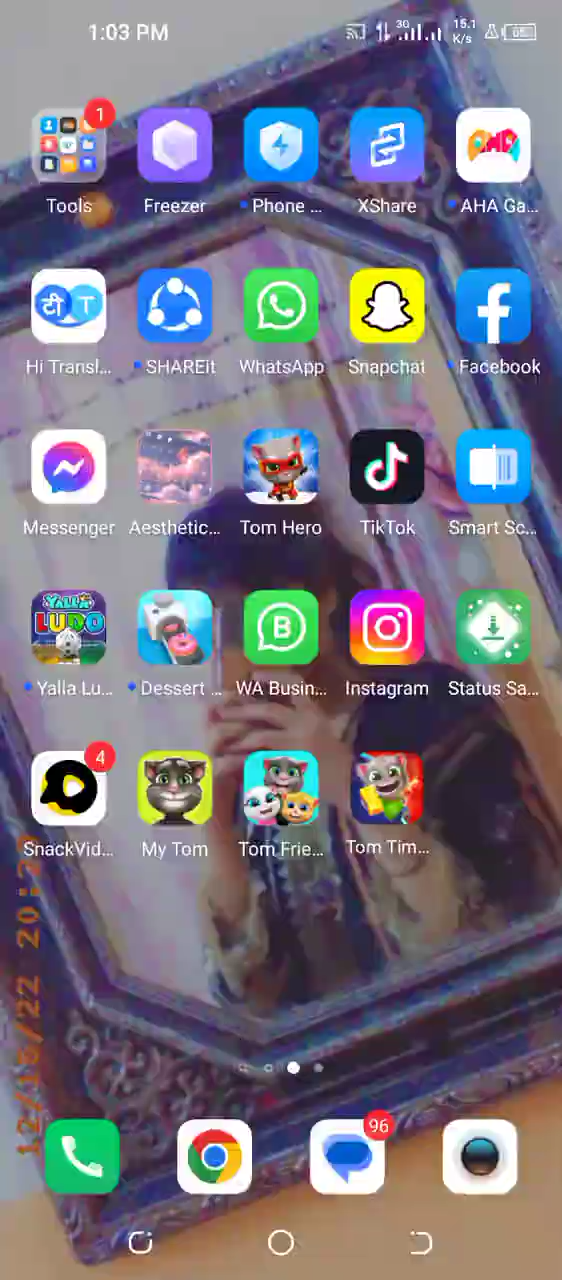 1:03 PM
3G
15.1
K/s
1
Tools
Freezer
Phone ...
XShare
AHA Ga...
टी T
Hi Transl...
SHAREit
WhatsApp
Snapchat
Facebook
Messenger
Aesthetic...
Tom Hero
TikTok
Smart Sc...
YALLA
LUDO
B
Yalla Lu...
Dessert ...
WA Busin...
Instagram
Status Sa...
4
SnackVid...
My Tom
Tom Frie...
Tom Tim...
96